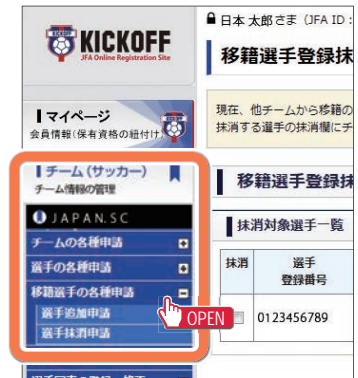 KICKOFF
JFA Online Registration Site
マイページ
会員情報(保有資格の紐付け
チーム(サッカー)
チーム情報の管理
JAPAN.SC
チームの各種申請
選手の各種申請
移籍選手の各種申請
選手追加申請
選手抹消申請
OPEN
日本 太郎さま (JFA ID:
移籍選手登録抹
現在、他チームから移籍の
抹消する選手の抹消欄にチ
移籍選手登録抹
抹消対象選手一覧
抹消
選手
登録番号
0123456789